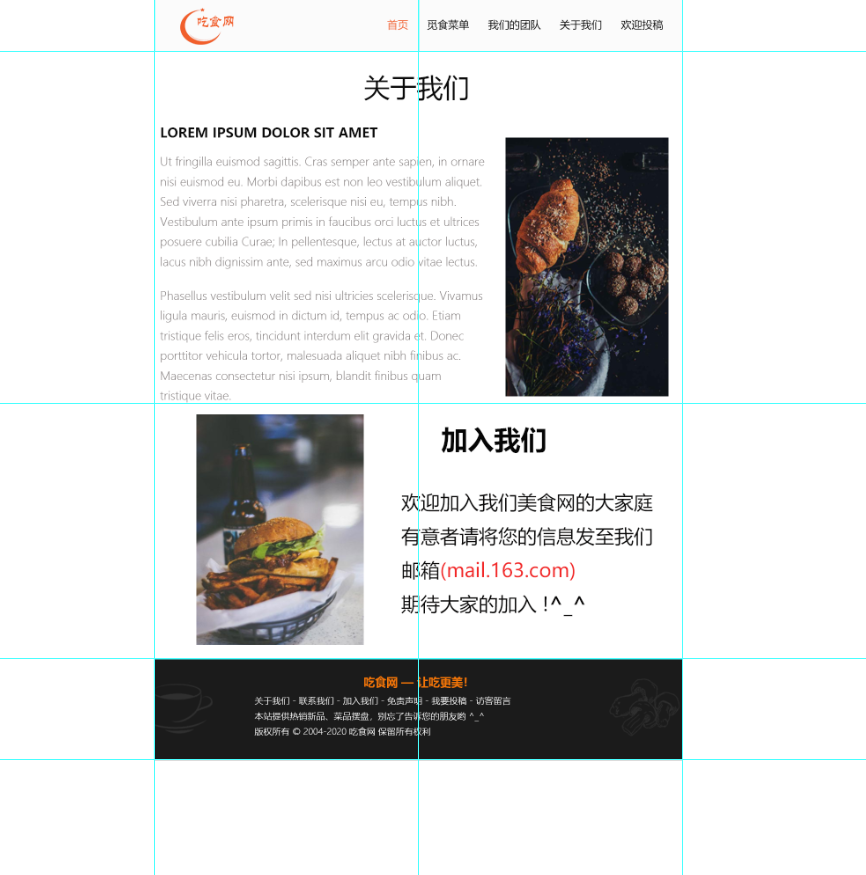 吃食网
首页 觅食菜单 我们的团队 关于我们 欢迎投稿
关于我们
LOREM IPSUM DOLOR SIT AMET
Ut fringilla euismod sagittis. Cras semper ante sapien, in ornare
nisi euismod eu. Morbi dapibus est non leo vestibulum aliquet.
Sed viverra nisi pharetra, scelerisque nisi eu, tempus nibh.
Vestibulum ante ipsum primis in faucibus orci luctus et ultrices
posuere cubilia Curae; In pellentesque, lectus at auctor luctus,
lacus nibh dignissim ante, sed maximus arcu odio vitae lectus.
Phasellus vestibulum velit sed nisi ultricies scelerisque. Vivamus
ligula mauris, euismod in dictum id, tempus ac odio. Etiam
tristique felis eros, tincidunt interdum elit gravida et. Donec
porttitor vehicula tortor, malesuada aliquet nibh finibus ac.
Maecenas consectetur nisi ipsum, blandit finibus quam
tristique vitae.
加入我们
欢迎加入我们美食网的大家庭
有意者请将您的信息发至我们
邮箱(mail.163.com)
期待大家的加入 !^_^
吃食网 — 让吃更美！
关于我们 - 联系我们 - 加入我们 - 免责声明 - 我要投稿 - 访客留言
本站提供热销新品、菜品摆盘，别忘了告诉您的朋友哟 ^_^
版权所有 © 2004-2020 吃食网 保留所有权利